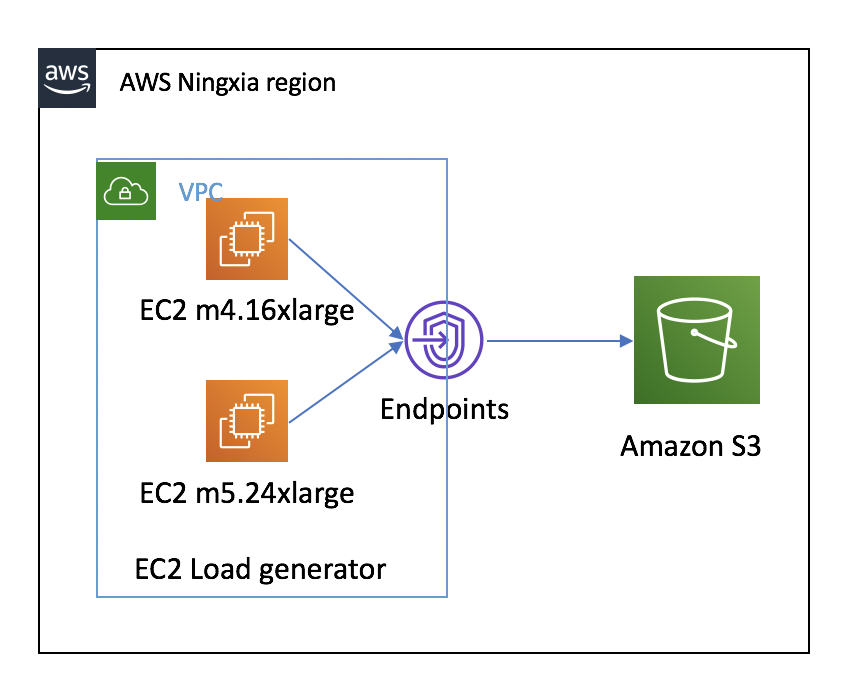 aws
AWS Ningxia region
VPC
EC2 m4.16xlarge
Endpoints
EC2 m5.24xlarge
Amazon S3
EC2 Load generator